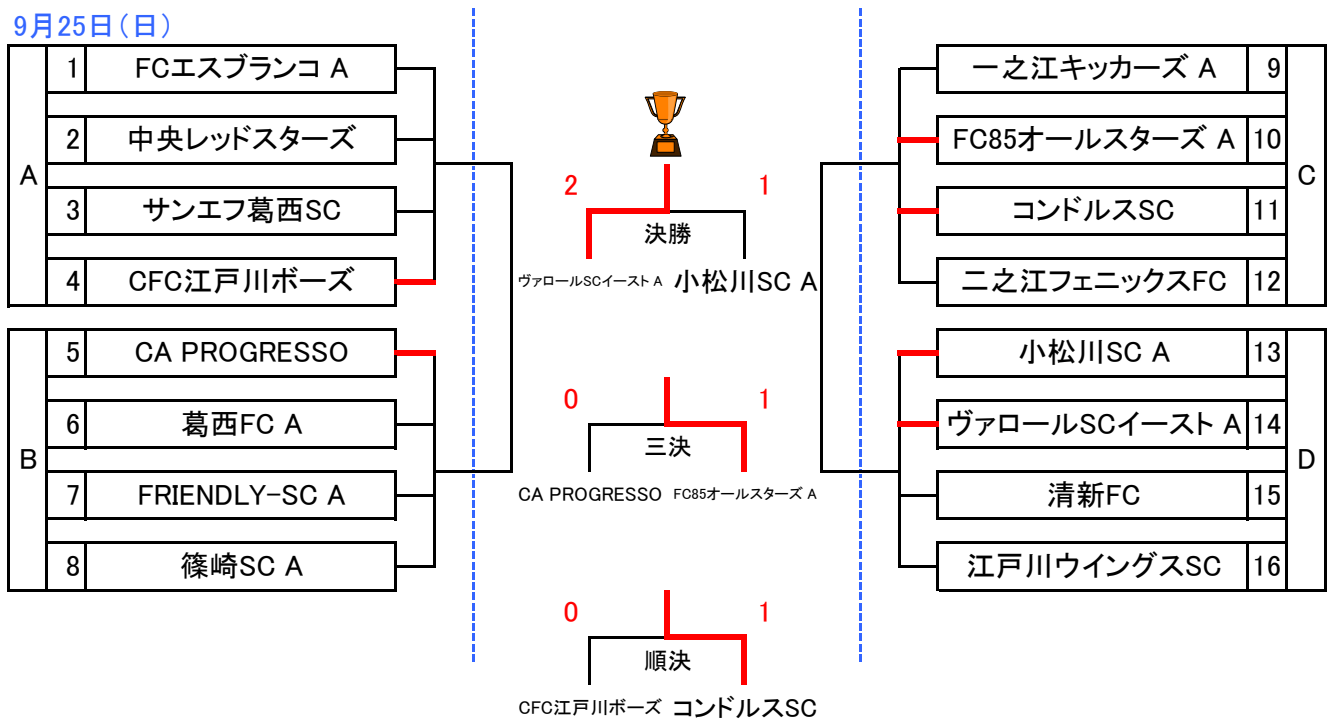 9月25日(日)
A
1 FCエスブランコ A
2 中央レッドスターズ
3 サンエフ葛西SC
4 CFC江戸川ボーズ
B
5 CA PROGRESSO
6 葛西FC A
7 FRIENDLY-SC A
8 篠崎SC A
2 1
決勝
ヴァロールSCイースト A 小松川SC A
0 1
三決
CA PROGRESSO FC85オールスターズ A
0 1
順決
CFC江戸川ボーズ コンドルスSC
一之江キッカーズ A 9
FC85オールスターズ A 10
コンドルスSC 11
二之江フェニックスFC 12
C
小松川SC A 13
ヴァロールSCイースト A 14
清新FC 15
江戸川ウイングスSC 16
D